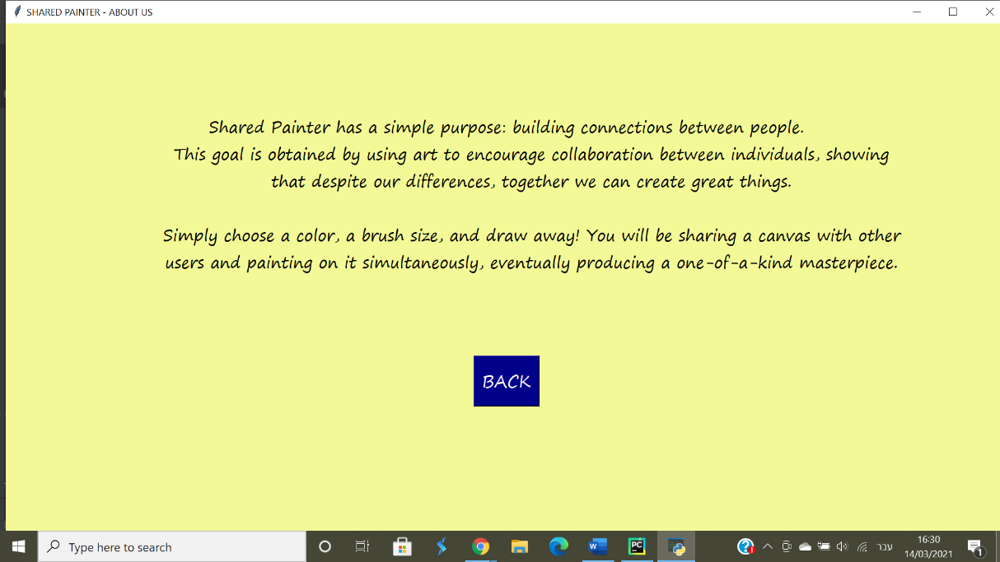 SHARED PAINTER - ABOUT US
Shared Painter has a simple purpose: building connections between people.
This goal is obtained by using art to encourage collaboration between individuals, showing
that despite our differences, together we can create great things.
Simply choose a color, a brush size, and draw away! You will be sharing a canvas with other
users and painting on it simultaneously, eventually producing a one-of-a-kind masterpiece.
BACK
Type here to search
W
PC
עבר
16:30
14/03/2021
1